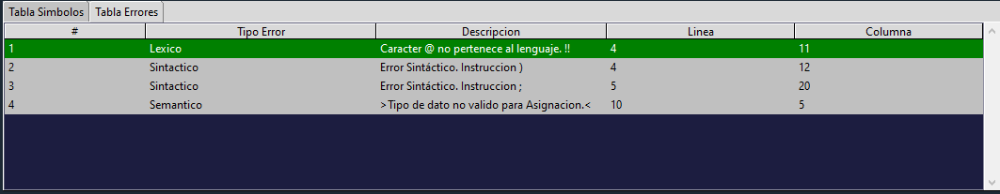 Tabla Simbolos Tabla Errores
# Tipo Error Descripcion Linea Columna
1 Lexico Caracter @ no pertenece al lenguaje. !! 4 11
2 Sintactico Error Sintáctico. Instruccion ) 4 12
3 Sintactico Error Sintáctico. Instruccion ; 5 20
4 Semantico >Tipo de dato no valido para Asignacion.< 10 5